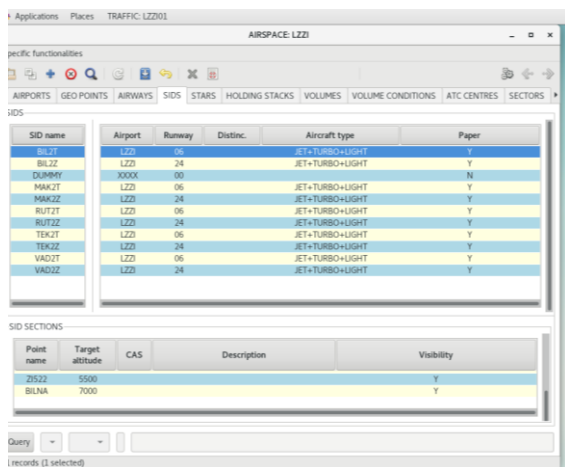 Applications Places TRAFFIC: LZZI01
AIRSPACE: LZZI
pecific functionalities
AIRPORTS GEO POINTS AIRWAYS SIDS STARS HOLDING STACKS VOLUMES VOLUME CONDITIONS ATC CENTRES SECTORS
SIDS
SID name Airport Runway Distinc. Aircraft type Paper
BIL2T LZZI 06 JET+TURBO+LIGHT Y
BIL2Z LZZI 24 JET+TURBO+LIGHT Y
DUMMY XXXX 00 N
MAK2T LZZI 06 JET+TURBO+LIGHT Y
MAK2Z LZZI 24 JET+TURBO+LIGHT Y
RUT2T LZZI 06 JET+TURBO+LIGHT Y
RUT2Z LZZI 24 JET+TURBO+LIGHT Y
TEK2T LZZI 06 JET+TURBO+LIGHT Y
TEK2Z LZZI 24 JET+TURBO+LIGHT Y
VAD2T LZZI 06 JET+TURBO+LIGHT Y
VAD2Z LZZI 24 JET+TURBO+LIGHT Y
SID SECTIONS
Point name Target altitude CAS Description Visibility
ZI522 5500 Y
BILNA 7000 Y
Query
1 records (1 selected)